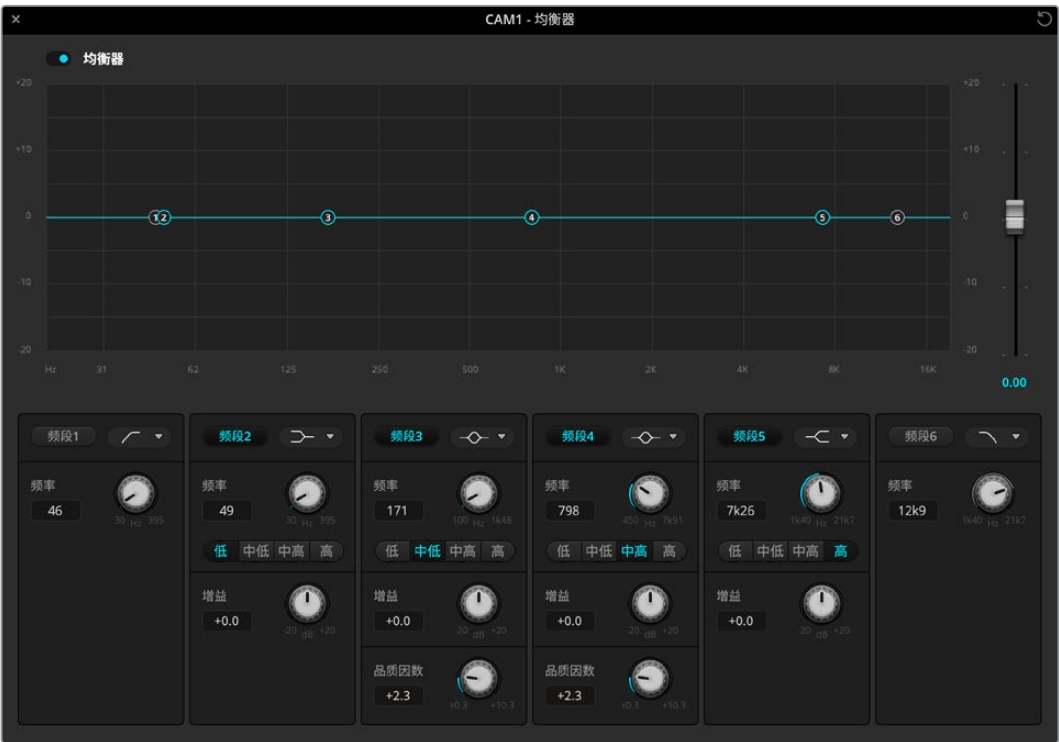 CAM1 - 均衡器
均衡器
+20 +20
+10 +10
0 0
-10 -10
-20 -20
Hz 31 62 125 250 500 1K 2K 4K 8K 16K
0.00
1 2 3 4 5 6
频段1 频段2 频段3 频段4 频段5 频段6
频率 频率 频率 频率 频率 频率
46 49 171 798 7k26 12k9
30 Hz 395 30 Hz 395 100 Hz 1k48 450 Hz 7k91 1k40 Hz 21k7 1k40 Hz 21k7
低 中低 中高 高 低 中低 中高 高 低 中低 中高 高 低 中低 中高 高
增益 增益 增益 增益
+0.0 +0.0 +0.0 +0.0
-20 dB +20 -20 dB +20 -20 dB +20 -20 dB +20
品质因数 品质因数
+2.3 +2.3
+0.3 +10.3 +0.3 +10.3